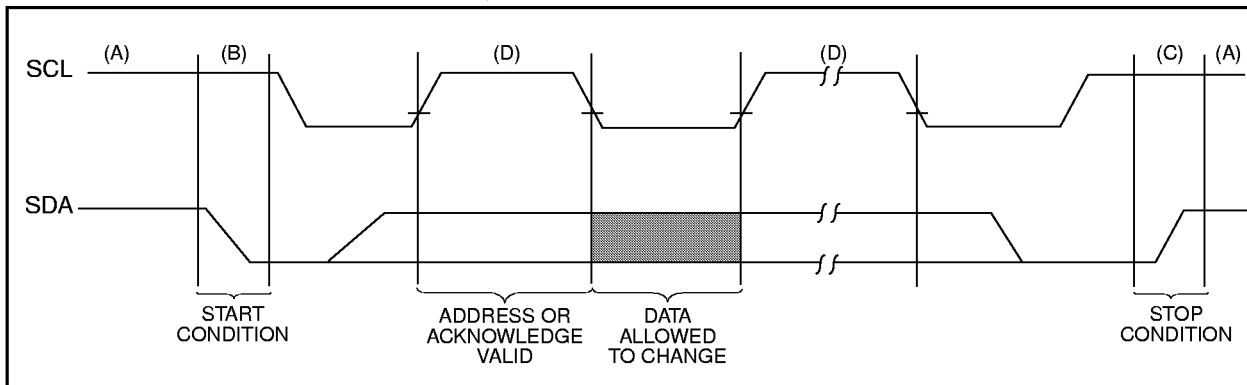 (A) (B) (D) (D) (C) (A)
SCL
SDA
START
CONDITION
ADDRESS OR
ACKNOWLEDGE
VALID
DATA
ALLOWED
TO CHANGE
STOP
CONDITION